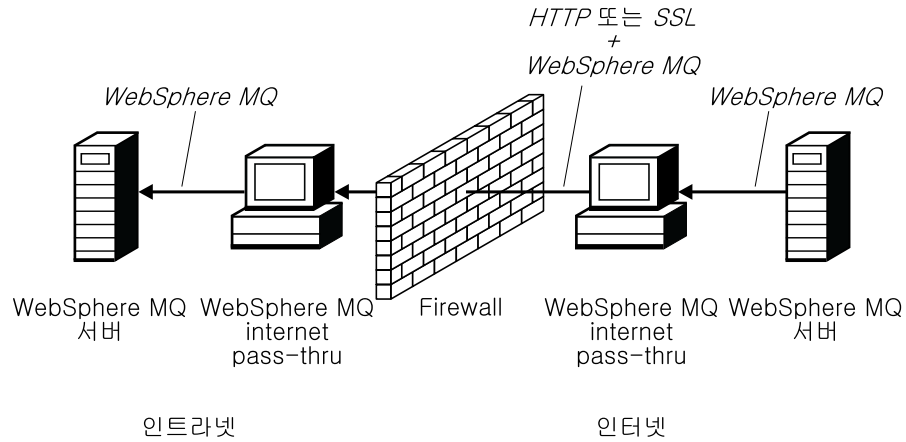 HTTP 또는 SSL
+
WebSphere MQ
WebSphere MQ
WebSphere MQ
WebSphere MQ
서버
WebSphere MQ
internet
pass-thru
Firewall
WebSphere MQ
internet
pass-thru
WebSphere MQ
서버
인트라넷
인터넷